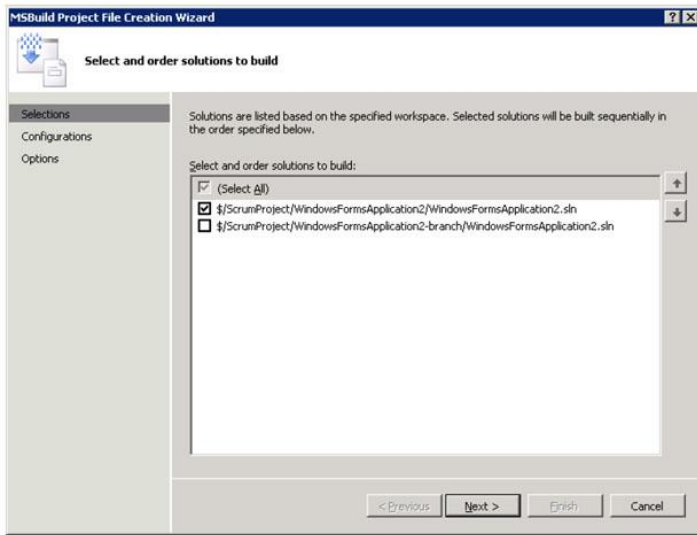 MSBuild Project File Creation Wizard
Select and order solutions to build
Selections
Configurations
Options
Solutions are listed based on the specified workspace. Selected solutions will be built sequentially in
the order specified below.
Select and order solutions to build:
(Select All)
$/ScrumProject/WindowsFormsApplication2/WindowsFormsApplication2.sln
$/ScrumProject/WindowsFormsApplication2-branch/WindowsFormsApplication2.sln
< Previous
Next >
Finish
Cancel